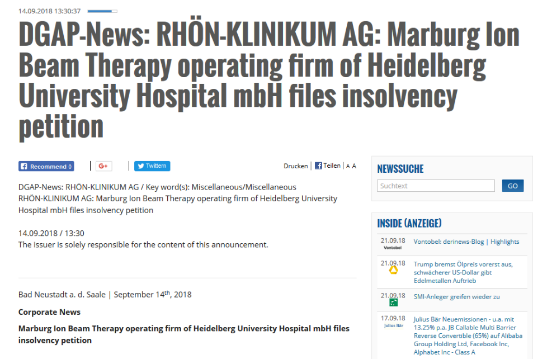 14.09.2018 13:30:37
DGAP-News: RHÖN-KLINIKUM AG: Marburg Ion
Beam Therapy operating firm of Heidelberg
University Hospital mbH files insolvency
petition
Recommend 0
G+
Twittern
Drucken | Teilen | A A
DGAP-News: RHÖN-KLINIKUM AG / Key word(s): Miscellaneous/Miscellaneous
RHÖN-KLINIKUM AG: Marburg Ion Beam Therapy operating firm of Heidelberg University
Hospital mbH files insolvency petition
14.09.2018 / 13:30
The issuer is solely responsible for the content of this announcement.
Bad Neustadt a. d. Saale | September 14th, 2018
Corporate News
Marburg Ion Beam Therapy operating firm of Heidelberg University Hospital mbH files
insolvency petition
NEWSSUCHE
Suchtext
GO
INSIDE (ANZEIGE)
21.09.18 Vontobel: derinews-Blog | Highlights
Vontobel
21.09.18 Trump bremst Ölpreis vorerst aus,
schwächerer US-Dollar gibt
Edelmetallen Auftrieb
21.09.18 SMI-Anleger greifen wieder zu
17.09.18 Julius Bär Neuemissionen - u.a. mit
Julius Bär 13.25% p.a. JB Callable Multi Barrier
Reverse Convertible (65%) auf Alibaba
Group Holding Ltd, Facebook Inc,
Alphabet Inc - Class A